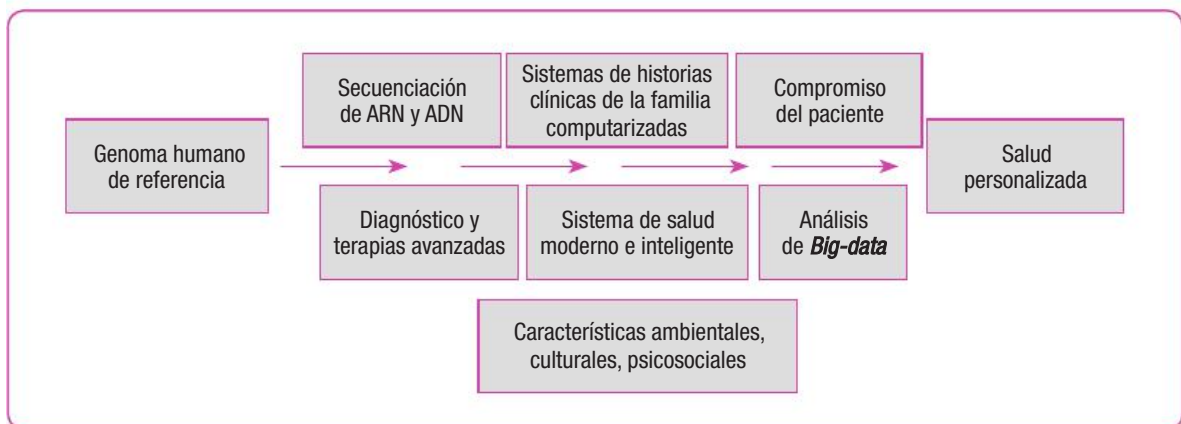 Secuenciación
de ARN y ADN
Sistemas de historias
clínicas de la familia
computarizadas
Compromiso
del paciente
Genoma humano
de referencia
Salud
personalizada
Diagnóstico y
terapias avanzadas
Sistema de salud
moderno e inteligente
Análisis
de Big-data
Características ambientales,
culturales, psicosociales